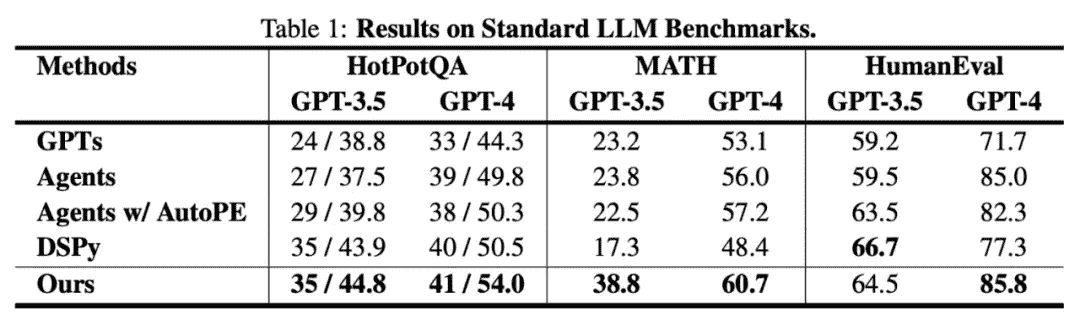 Table 1: Results on Standard LLM Benchmarks.
Methods HotPotQA MATH HumanEval
GPT-3.5 GPT-4 GPT-3.5 GPT-4 GPT-3.5 GPT-4
GPTs 24 / 38.8 33 / 44.3 23.2 53.1 59.2 71.7
Agents 27 / 37.5 39 / 49.8 23.8 56.0 59.5 85.0
Agents w/ AutoPE 29 / 39.8 38 / 50.3 22.5 57.2 63.5 82.3
DSPy 35 / 43.9 40 / 50.5 17.3 48.4 66.7 77.3
Ours 35 / 44.8 41 / 54.0 38.8 60.7 64.5 85.8